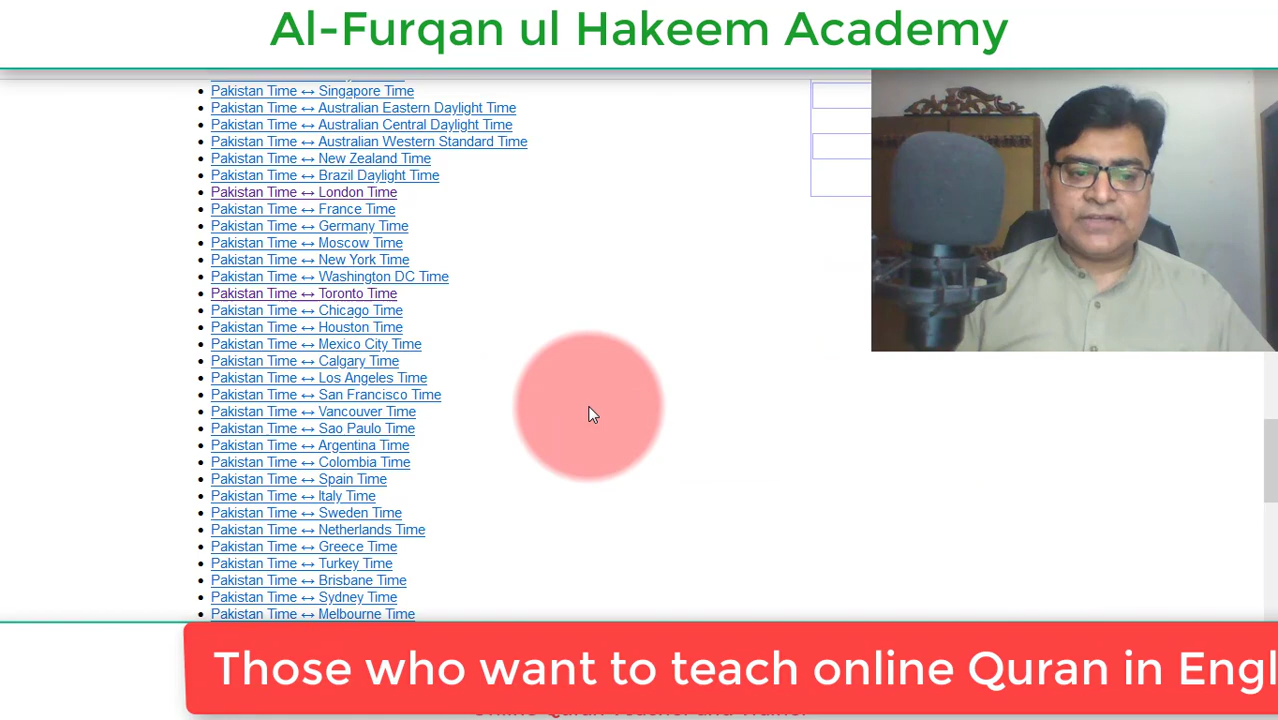 Al-Furqan ul Hakeem Academy
Pakistan Time ↔ Singapore Time
Pakistan Time ↔ Australian Eastern Daylight Time
Pakistan Time ↔ Australian Central Daylight Time
Pakistan Time ↔ Australian Western Standard Time
Pakistan Time ↔ New Zealand Time
Pakistan Time ↔ Brazil Daylight Time
Pakistan Time ↔ London Time
Pakistan Time ↔ France Time
Pakistan Time ↔ Germany Time
Pakistan Time ↔ Moscow Time
Pakistan Time ↔ New York Time
Pakistan Time ↔ Washington DC Time
Pakistan Time ↔ Toronto Time
Pakistan Time ↔ Chicago Time
Pakistan Time ↔ Houston Time
Pakistan Time ↔ Mexico City Time
Pakistan Time ↔ Calgary Time
Pakistan Time ↔ Los Angeles Time
Pakistan Time ↔ San Francisco Time
Pakistan Time ↔ Vancouver Time
Pakistan Time ↔ Sao Paulo Time
Pakistan Time ↔ Argentina Time
Pakistan Time ↔ Colombia Time
Pakistan Time ↔ Spain Time
Pakistan Time ↔ Italy Time
Pakistan Time ↔ Sweden Time
Pakistan Time ↔ Netherlands Time
Pakistan Time ↔ Greece Time
Pakistan Time ↔ Turkey Time
Pakistan Time ↔ Brisbane Time
Pakistan Time ↔ Sydney Time
Pakistan Time ↔ Melbourne Time
Those who want to teach online Quran in Engl
Online Quran Teacher and Trainer